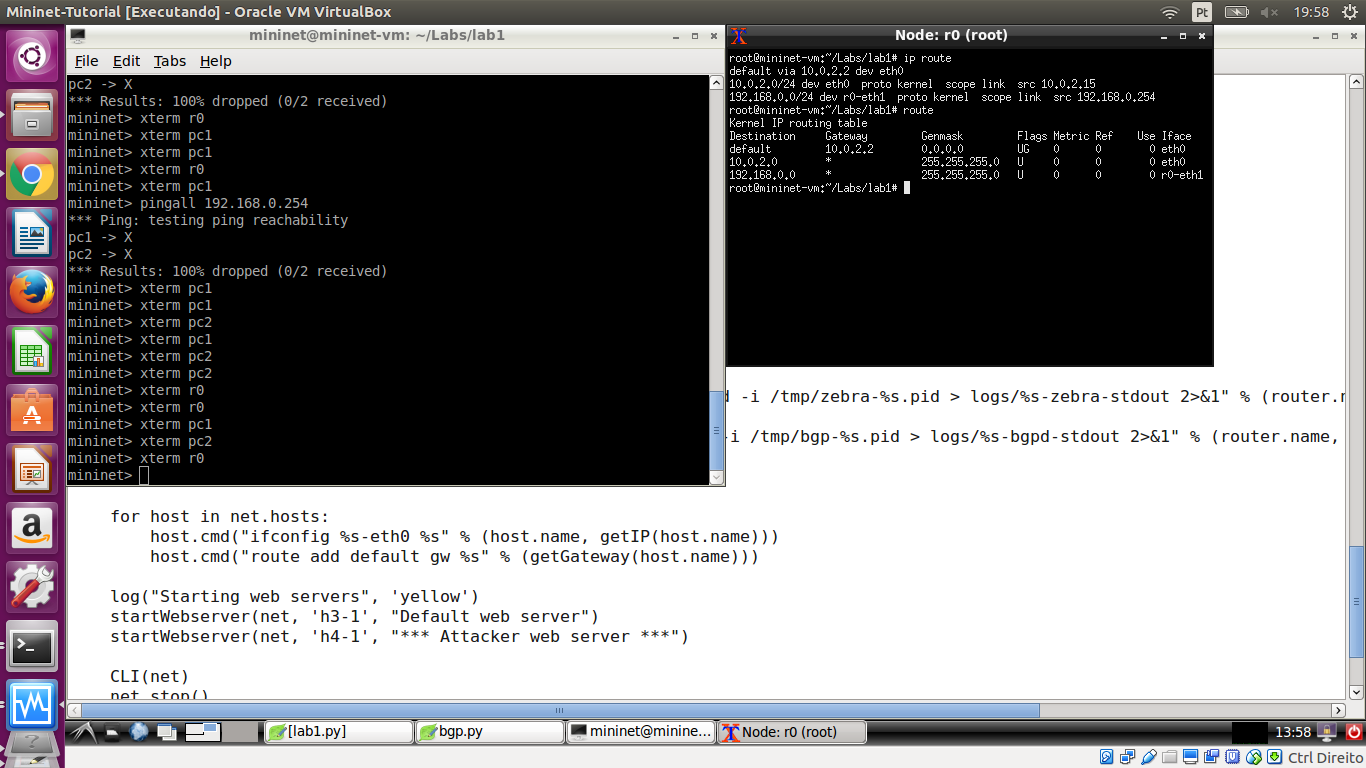 Mininet-Tutorial [Executando] - Oracle VM VirtualBox
Pt
19:58
mininet@mininet-vm: ~/Labs/lab1
File Edit Tabs Help
pc2 -> X
*** Results: 100% dropped (0/2 received)
mininet> xterm r0
mininet> xterm pc1
mininet> xterm pc1
mininet> xterm r0
mininet> xterm pc1
mininet> pingall 192.168.0.254
*** Ping: testing ping reachability
pc1 -> X
pc2 -> X
*** Results: 100% dropped (0/2 received)
mininet> xterm pc1
mininet> xterm pc1
mininet> xterm pc2
mininet> xterm pc1
mininet> xterm pc2
mininet> xterm pc2
mininet> xterm r0
mininet> xterm r0
mininet> xterm pc1
mininet> xterm pc2
mininet> xterm r0
mininet>
Node: r0 (root)
root@mininet-vm:~/Labs/lab1# ip route
default via 10.0.2.2 dev eth0
10.0.2.0/24 dev eth0 proto kernel scope link src 10.0.2.15
192.168.0.0/24 dev r0-eth1 proto kernel scope link src 192.168.0.254
root@mininet-vm:~/Labs/lab1# route
Kernel IP routing table
Destination Gateway Genmask Flags Metric Ref Use Iface
default 10.0.2.2 0.0.0.0 UG 0 0 0 eth0
10.0.2.0 * 255.255.255.0 U 0 0 0 eth0
192.168.0.0 * 255.255.255.0 U 0 0 0 r0-eth1
root@mininet-vm:~/Labs/lab1#
-i /tmp/zebra-%s.pid > logs/%s-zebra-stdout 2>&1" % (router.
i /tmp/bgp-%s.pid > logs/%s-bgpd-stdout 2>&1" % (router.name,
for host in net.hosts:
host.cmd("ifconfig %s-eth0 %s" % (host.name, getIP(host.name)))
host.cmd("route add default gw %s" % (getGateway(host.name)))
log("Starting web servers", 'yellow')
startWebserver(net, 'h3-1', "Default web server")
startWebserver(net, 'h4-1', "*** Attacker web server ***")
CLI(net)
net.stop()
[lab1.py]
bgp.py
mininet@minine...
Node: r0 (root)
13:58
Ctrl Direito